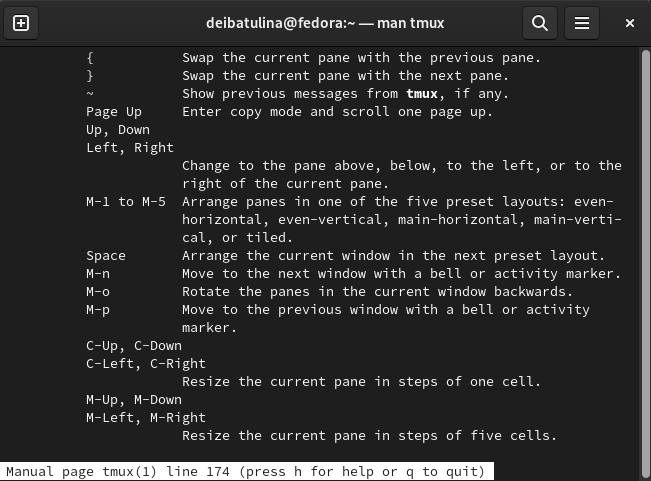 deibatulina@fedora:~ — man tmux
{ Swap the current pane with the previous pane.
} Swap the current pane with the next pane.
~ Show previous messages from tmux, if any.
Page Up Enter copy mode and scroll one page up.
Up, Down
Left, Right
Change to the pane above, below, to the left, or to the
right of the current pane.
M-1 to M-5 Arrange panes in one of the five preset layouts: even-
horizontal, even-vertical, main-horizontal, main-verti-
cal, or tiled.
Space Arrange the current window in the next preset layout.
M-n Move to the next window with a bell or activity marker.
M-o Rotate the panes in the current window backwards.
M-p Move to the previous window with a bell or activity
marker.
C-Up, C-Down
C-Left, C-Right
Resize the current pane in steps of one cell.
M-Up, M-Down
M-Left, M-Right
Resize the current pane in steps of five cells.
Manual page tmux(1) line 174 (press h for help or q to quit)